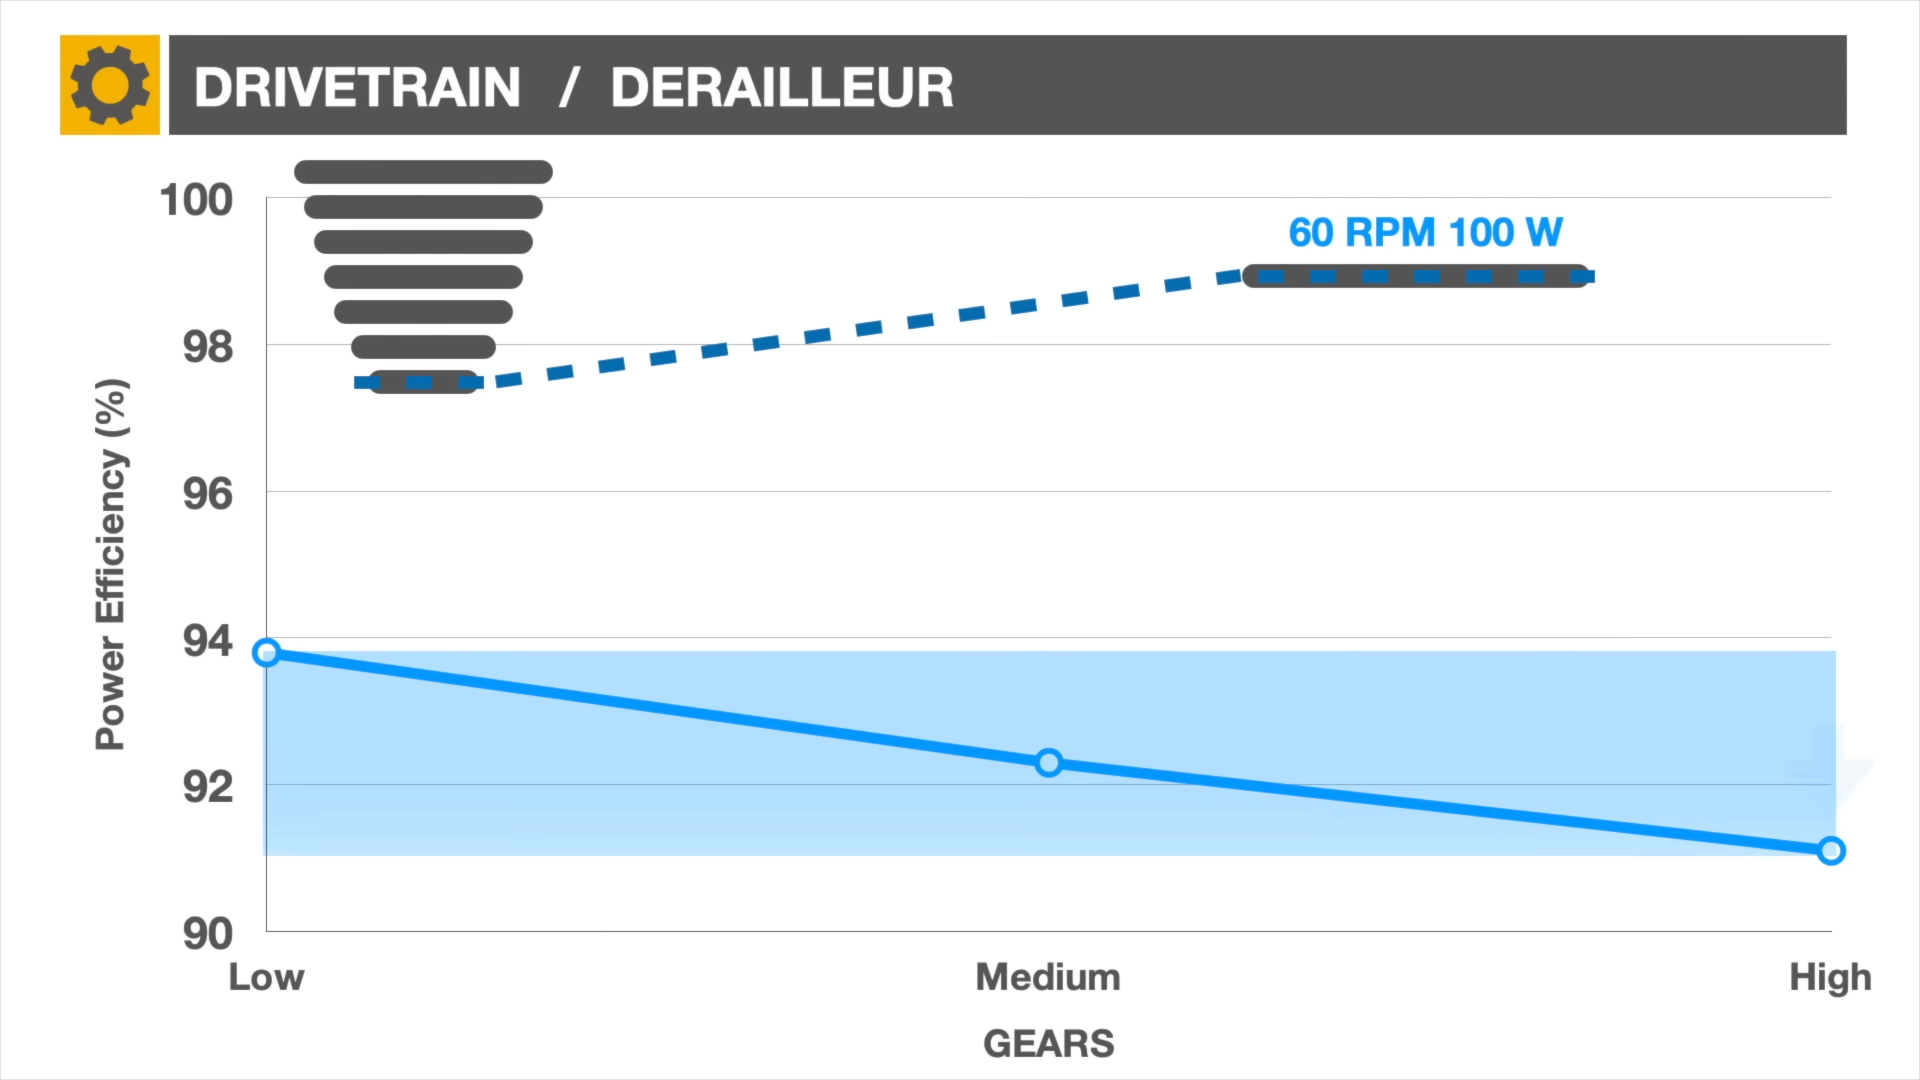 DRIVETRAIN / DERAILLEUR
60 RPM 100 W
Power Efficiency (%)
100
98
96
94
92
90
Low Medium High
GEARS